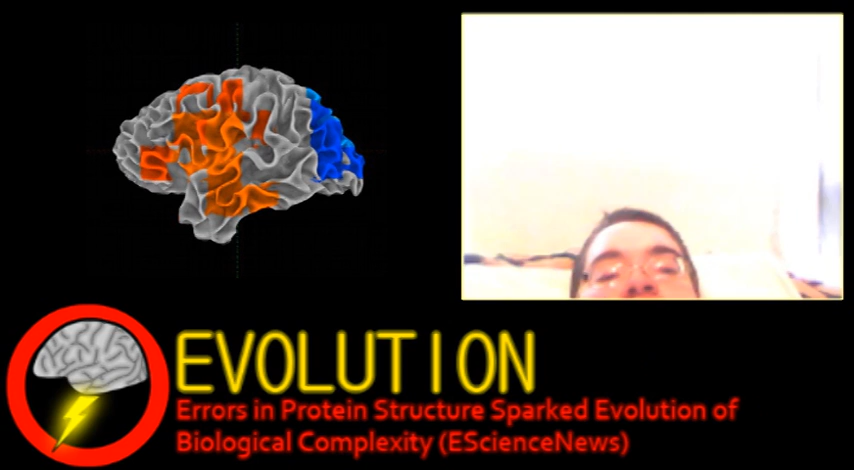 EVOLUTION
Errors in Protein Structure Sparked Evolution of
Biological Complexity (EScienceNews)